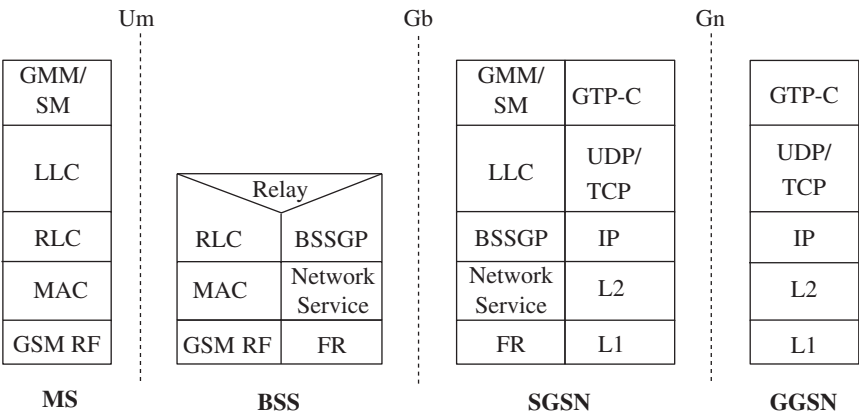 Um
Gb
Gn
GMM/
SM
LLC
RLC
MAC
GSM RF
MS
Relay
RLC
BSSGP
MAC
Network
Service
GSM RF
FR
BSS
GMM/
SM
GTP-C
LLC
UDP/
TCP
BSSGP
IP
Network
Service
L2
FR
L1
SGSN
GTP-C
UDP/
TCP
IP
L2
L1
GGSN